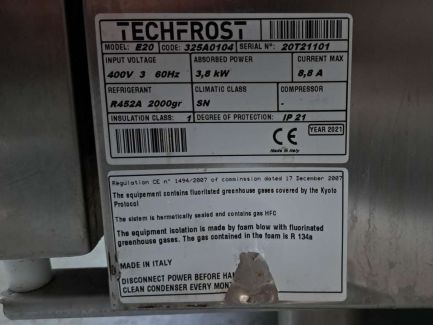 TECHFROST
MODEL: E20 CODE: 325A0104 SERIAL N°: 20T21101
INPUT VOLTAGE ABSORBED POWER CURRENT MAX
400V 3 60Hz 3,8 kW 8,8 A
REFRIGERANT CLIMATIC CLASS COMPRESSOR
R452A 2000gr SN -
INSULATION CLASS: 1 DEGREE OF PROTECTION: IP 21
CE YEAR 2021
Made in Italy
Regulation CE n° 1494/2007 of commission dated 17 December 2007
The equipement contains fluorilated greenhouse gases covered by the Kyoto
Protocol
The sistem is hermetically sealed and contains gas HFC
The equipment isolation is made by foam blow with fluorinated
greenhouse gases. The gas contained in the foam is R 134a
MADE IN ITALY
DISCONNECT POWER BEFORE
CLEAN CONDENSER EVERY